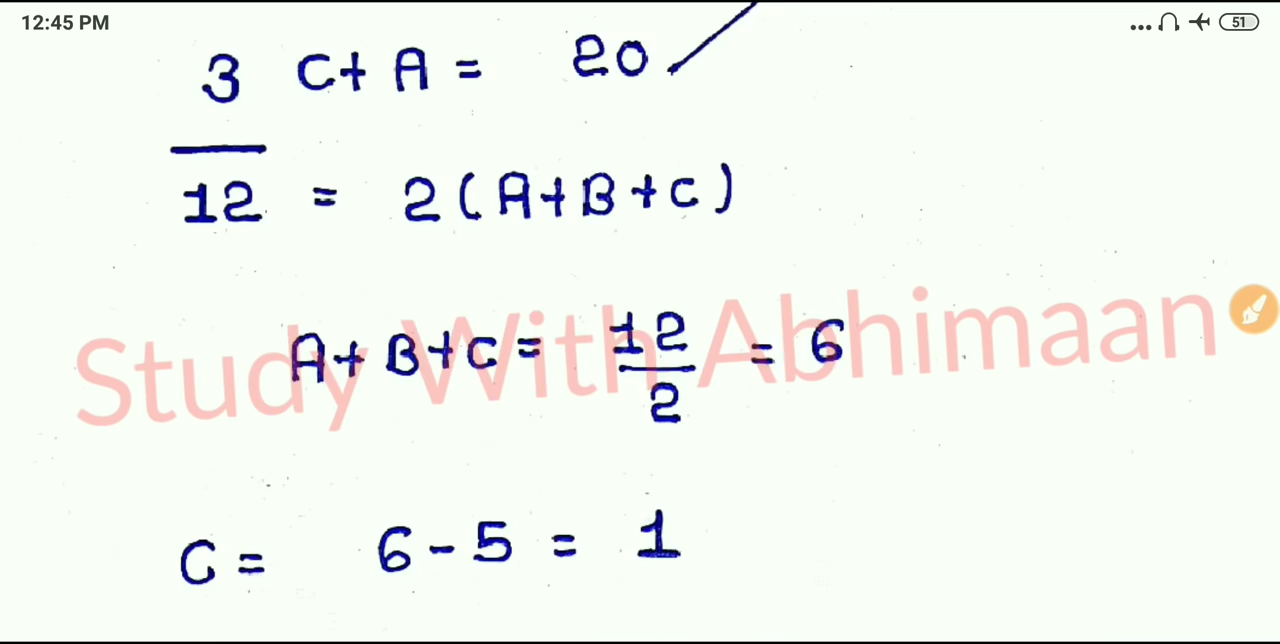 12:45 PM ... 51
3 C+ A = 20
12 = 2(A+B+C)
Study With Abhimaan
A+B+C = 12/2 = 6
C = 6-5 = 1